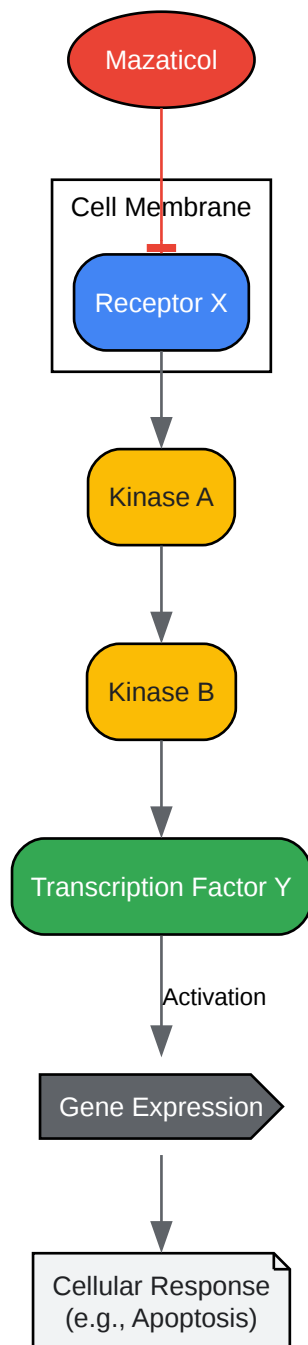 Mazaticol
Cell Membrane
Receptor X
Kinase A
Kinase B
Transcription Factor Y
Activation
Gene Expression
Cellular Response
(e.g., Apoptosis)